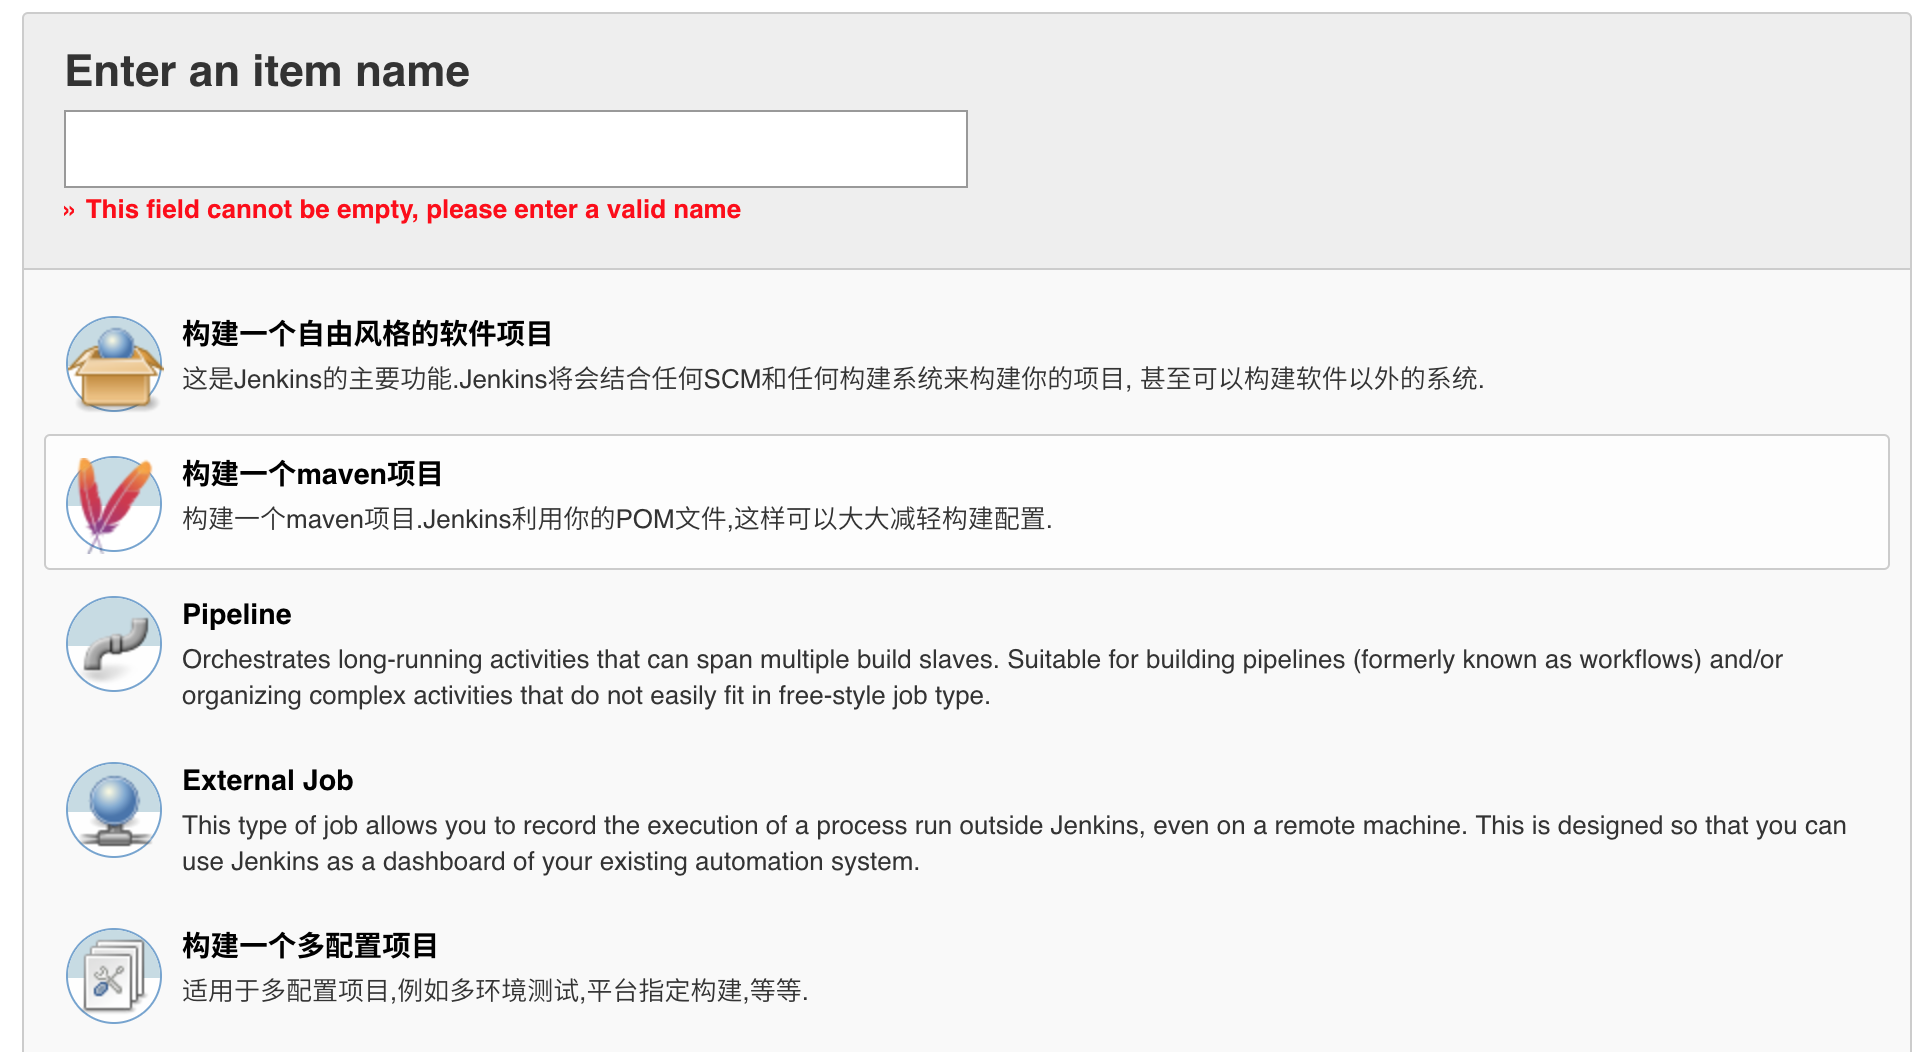 Enter an item name
» This field cannot be empty, please enter a valid name
构建一个自由风格的软件项目
这是Jenkins的主要功能.Jenkins将会结合任何SCM和任何构建系统来构建你的项目, 甚至可以构建软件以外的系统.
构建一个maven项目
构建一个maven项目.Jenkins利用你的POM文件,这样可以大大减轻构建配置.
Pipeline
Orchestrates long-running activities that can span multiple build slaves. Suitable for building pipelines (formerly known as workflows) and/or
organizing complex activities that do not easily fit in free-style job type.
External Job
This type of job allows you to record the execution of a process run outside Jenkins, even on a remote machine. This is designed so that you can
use Jenkins as a dashboard of your existing automation system.
构建一个多配置项目
适用于多配置项目,例如多环境测试,平台指定构建,等等.